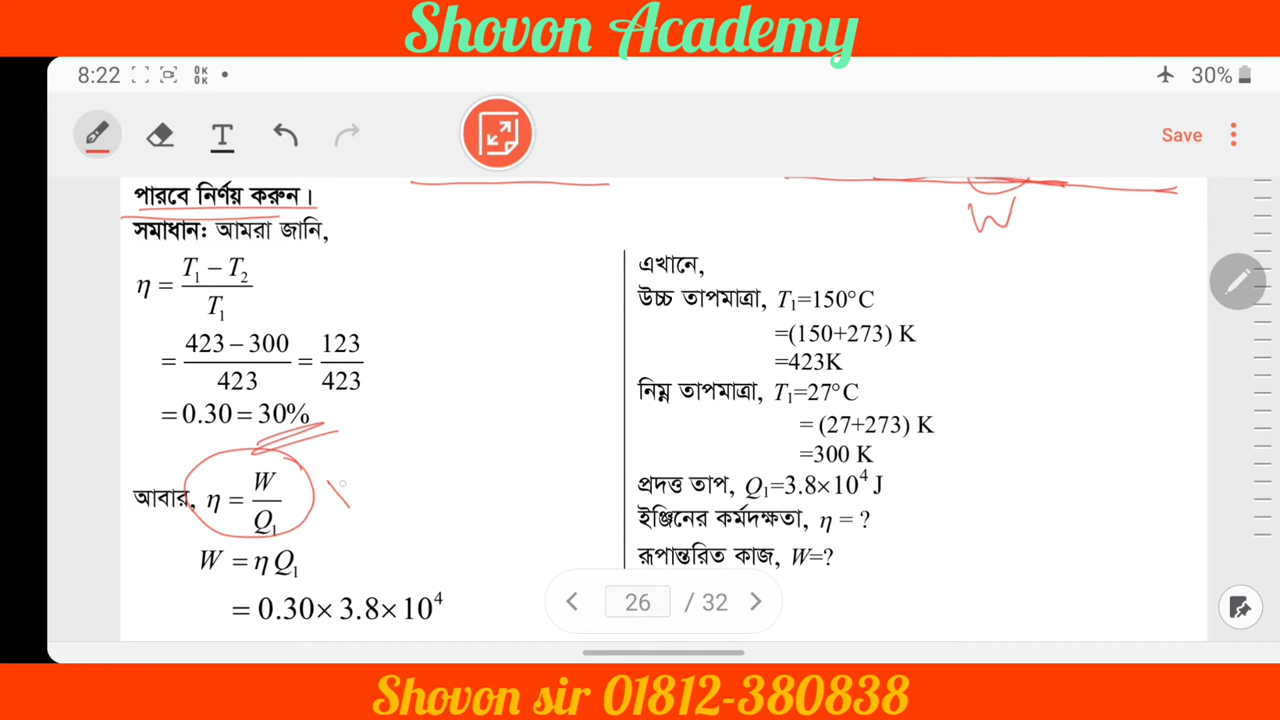 Shovon Academy
8:22
30%
Save
পারবে নির্ণয় করুন।
W
সমাধানঃ আমরা জানি,
η = (T₁ − T₂) / T₁
= (423 − 300) / 423 = 123 / 423
= 0.30 = 30%
আবার, η = W / Q₁
W = η Q₁
= 0.30 × 3.8 × 10⁴
এখানে,
উচ্চ তাপমাত্রা, T₁=150°C
=(150+273) K
=423K
নিম্ন তাপমাত্রা, T₁=27°C
= (27+273) K
=300 K
প্রদত্ত তাপ, Q₁=3.8×10⁴ J
ইঞ্জিনের কর্মদক্ষতা, η = ?
রূপান্তরিত কাজ, W=?
26 / 32
Shovon sir 01812-380838